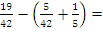 19/42 − (5/42 + 1/5) =